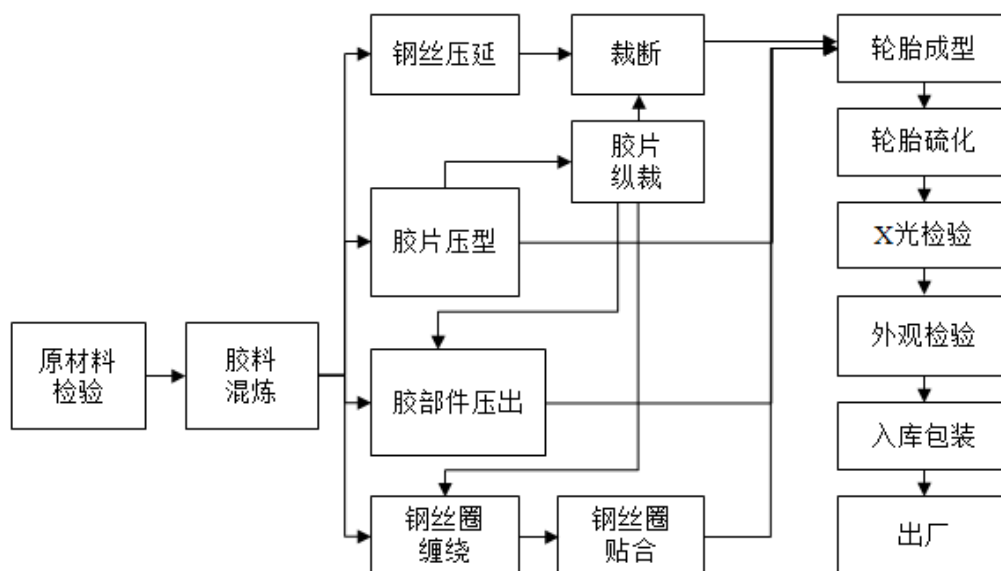 钢丝压延
裁断
轮胎成型
胶片
纵裁
轮胎硫化
胶片压型
X光检验
原材料
检验
胶料
混炼
胶部件压出
外观检验
入库包装
钢丝圈
缠绕
钢丝圈
贴合
出厂